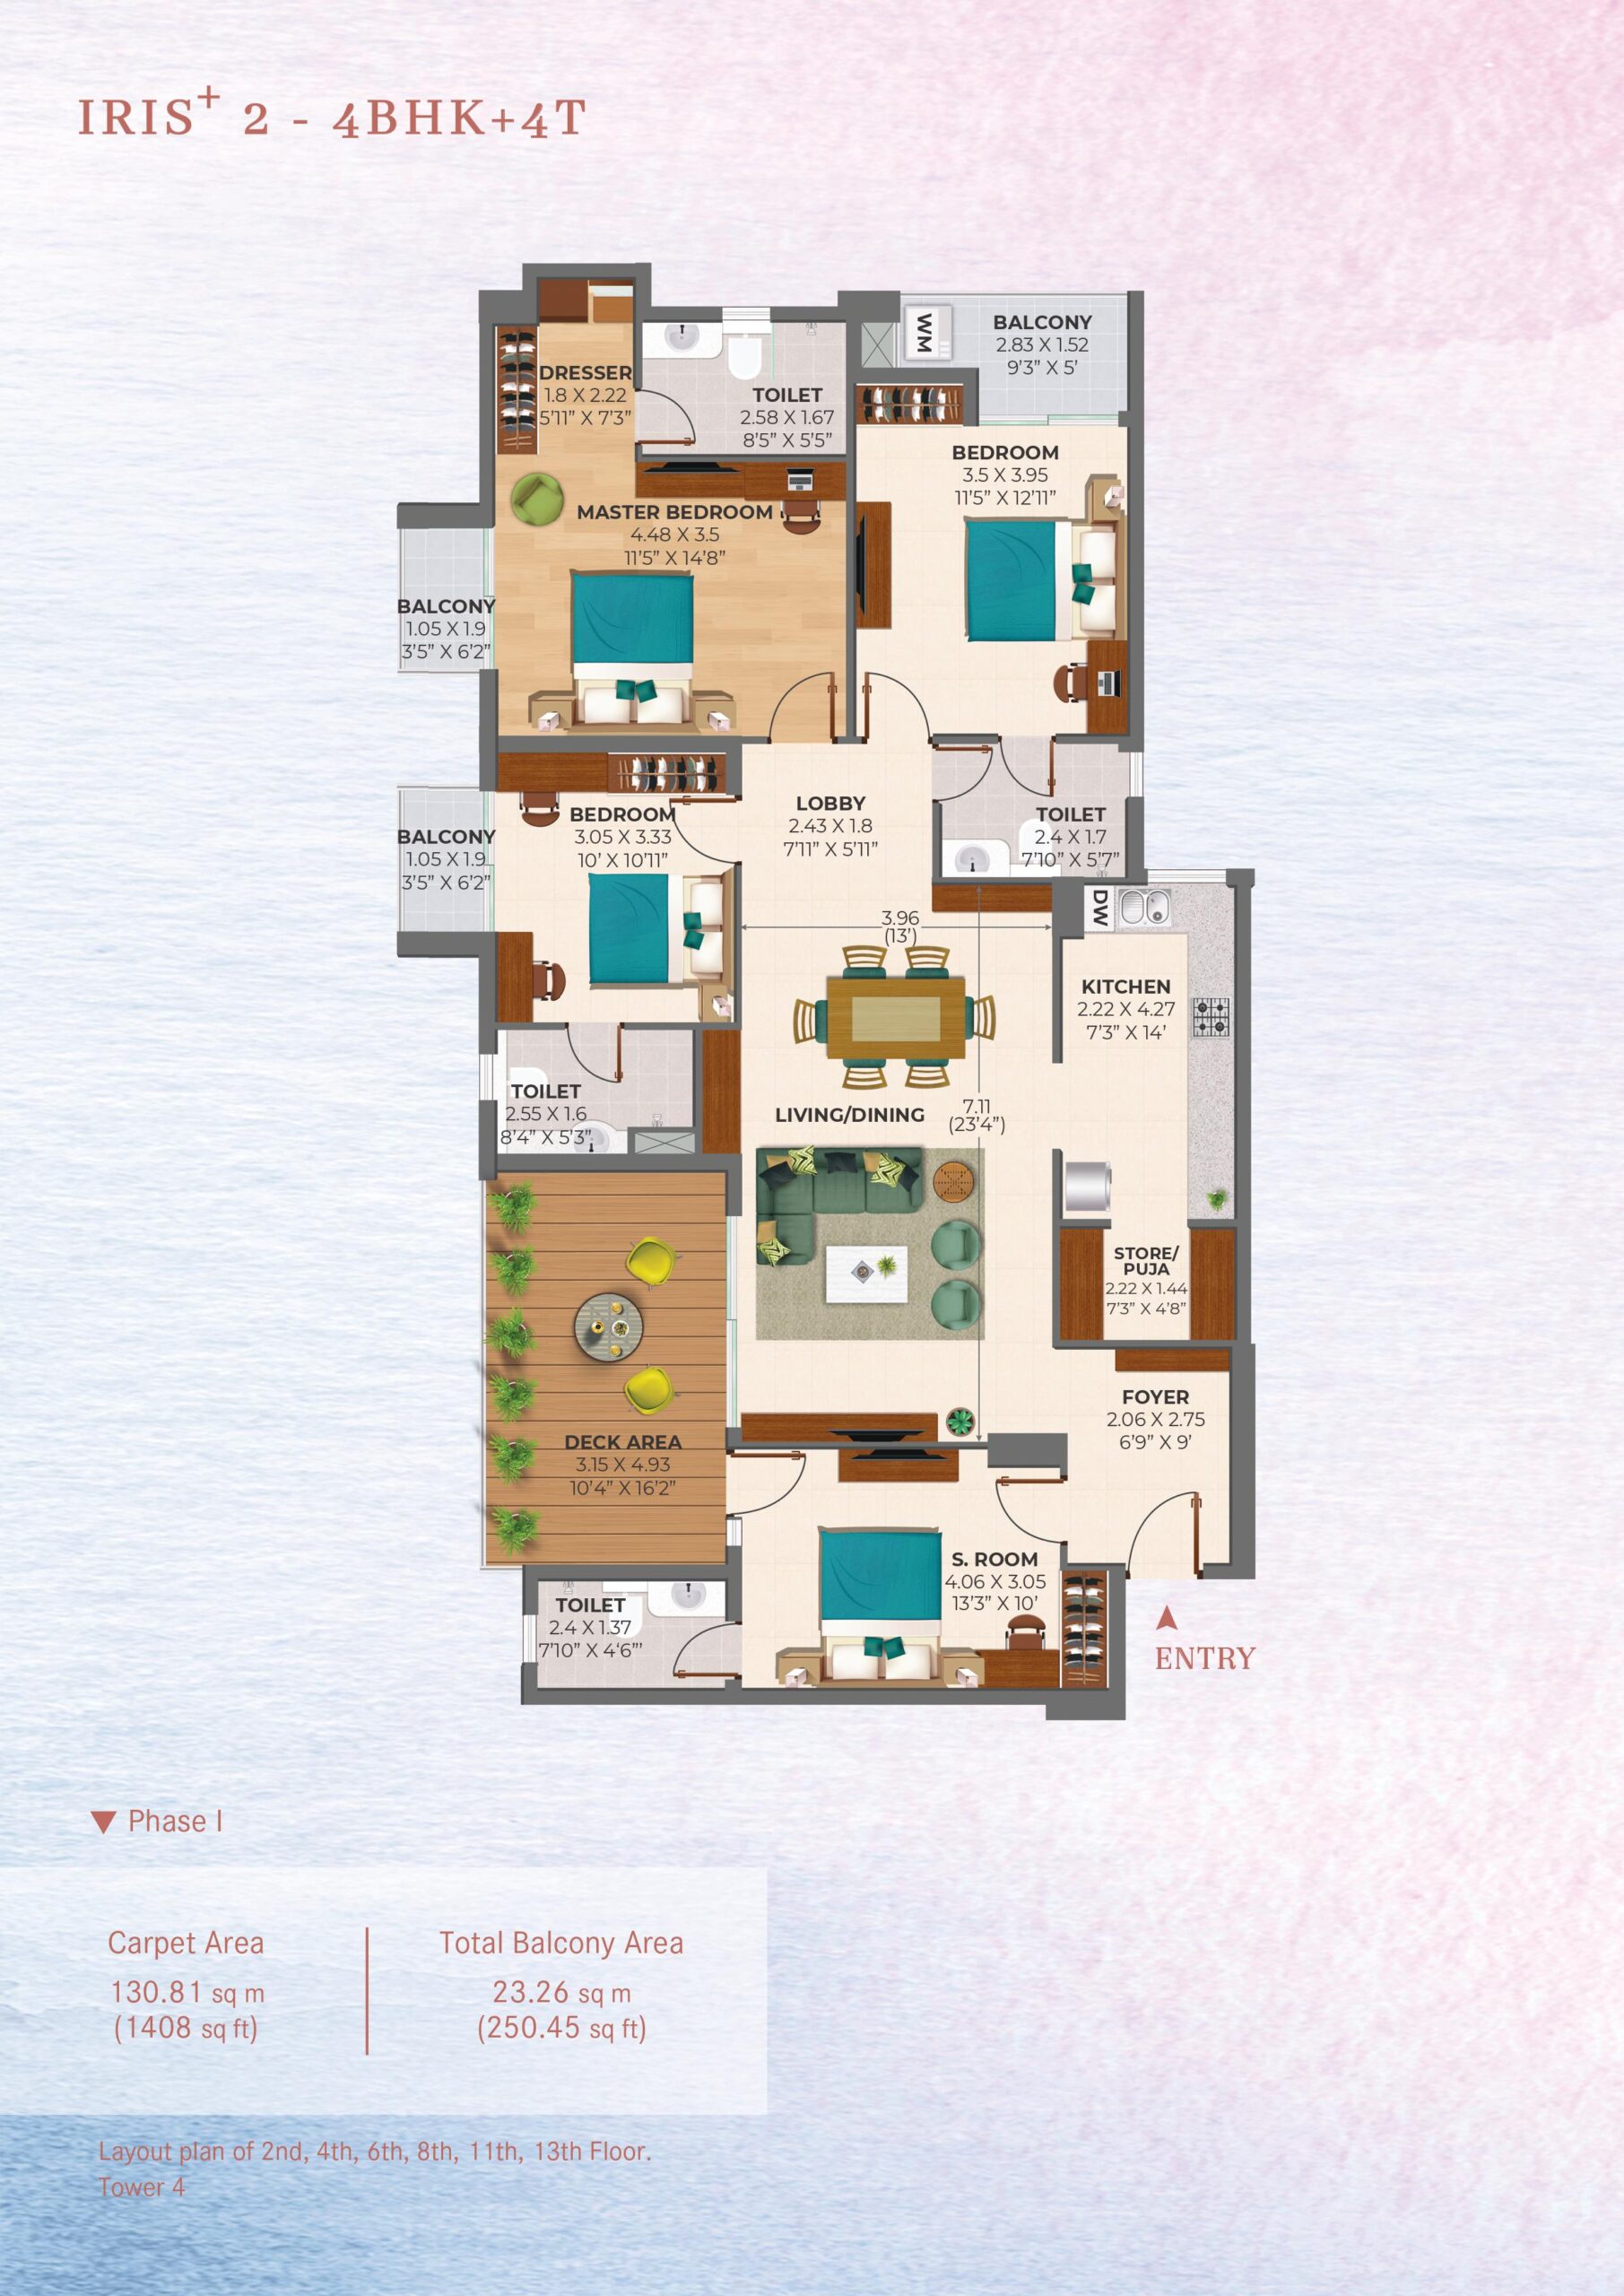 IRIS+ 2 - 4BHK+4T
DRESSER
1.8 X 2.22
5'11" X 7'3"
TOILET
2.58 X 1.67
8'5" X 5'5"
WM
BALCONY
2.83 X 1.52
9'3" X 5'
BEDROOM
3.5 X 3.95
11'5" X 12'11"
MASTER BEDROOM
4.48 X 3.5
11'5" X 14'8"
BALCONY
1.05 X 1.9
3'5" X 6'2"
BALCONY
1.05 X 1.9
3'5" X 6'2"
BEDROOM
3.05 X 3.33
10' X 10'11"
LOBBY
2.43 X 1.8
7'11" X 5'11"
TOILET
2.4 X 1.7
7'10" X 5'7"
3.96
(13')
DW
KITCHEN
2.22 X 4.27
7'3" X 14'
TOILET
2.55 X 1.6
8'4" X 5'3"
LIVING/DINING
7.11
(23'4")
STORE/
PUJA
2.22 X 1.44
7'3" X 4'8"
FOYER
2.06 X 2.75
6'9" X 9'
DECK AREA
3.15 X 4.93
10'4" X 16'2"
S. ROOM
4.06 X 3.05
13'3" X 10'
TOILET
2.4 X 1.37
7'10" X 4'6"'
ENTRY
Phase I
Carpet Area
130.81 sq m
(1408 sq ft)
Total Balcony Area
23.26 sq m
(250.45 sq ft)
Layout plan of 2nd, 4th, 6th, 8th, 11th, 13th Floor.
Tower 4